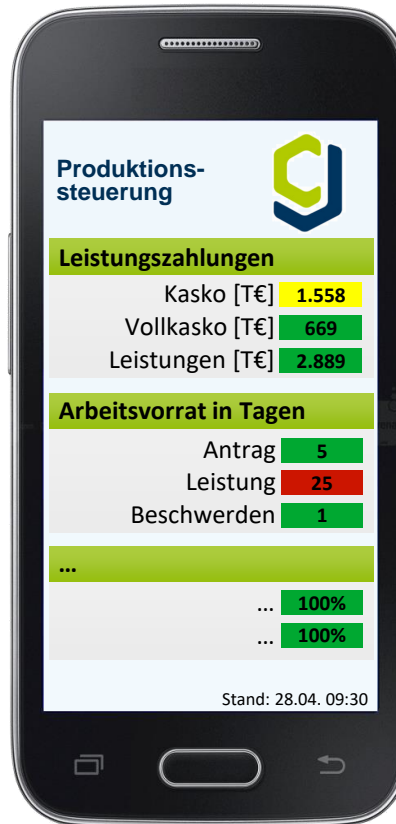 Produktions-
steuerung
Leistungszahlungen
Kasko [T€] 1.558
Vollkasko [T€] 669
Leistungen [T€] 2.889
Arbeitsvorrat in Tagen
Antrag 5
Leistung 25
Beschwerden 1
...
... 100%
... 100%
Stand: 28.04. 09:30